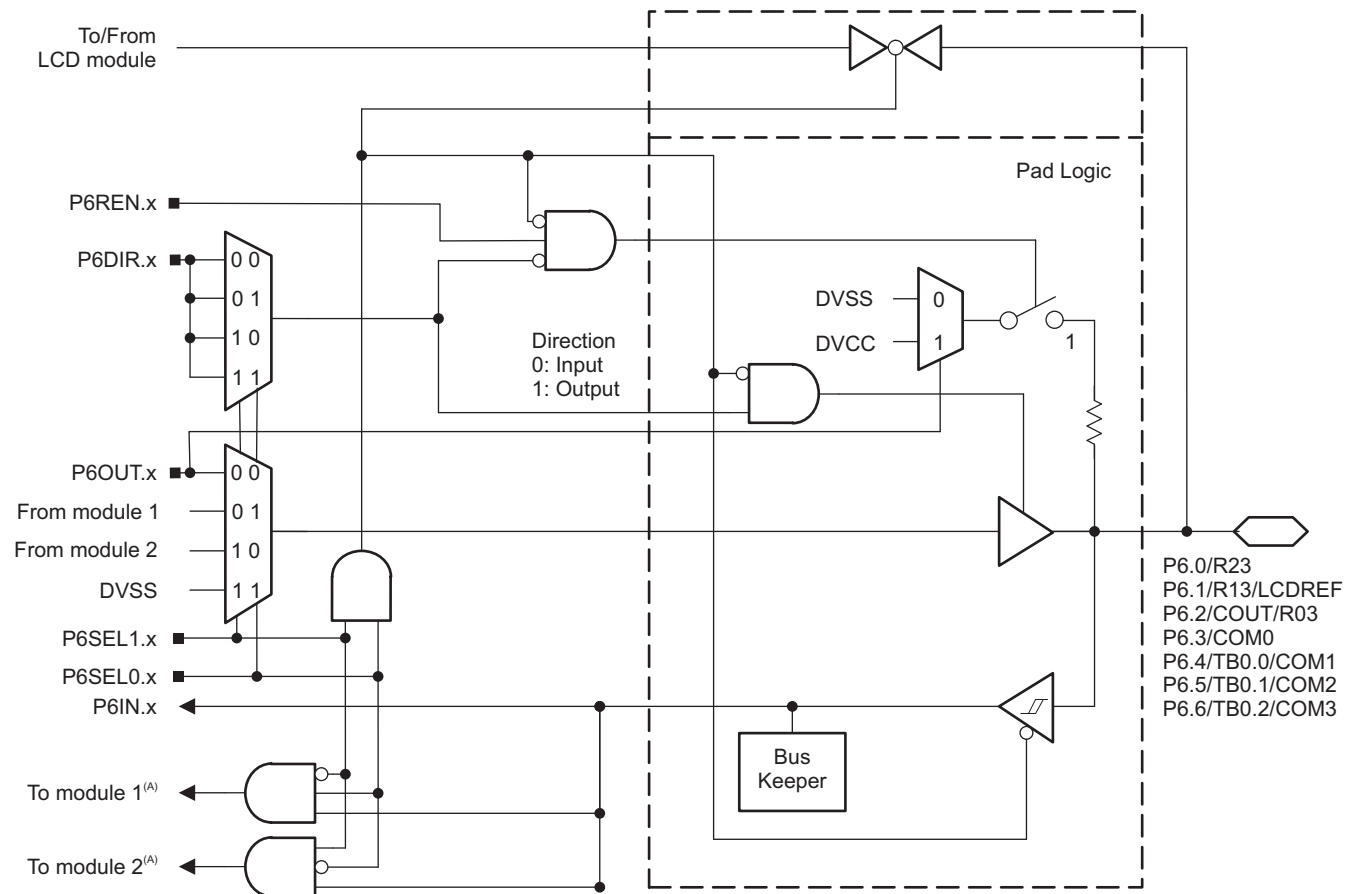 To/From
LCD module
Pad Logic
P6REN.x
P6DIR.x
0 0
0 1
1 0
1 1
Direction
0: Input
1: Output
DVSS
DVCC
0
1
1
P6OUT.x
From module 1
From module 2
DVSS
0 0
0 1
1 0
1 1
P6SEL1.x
P6SEL0.x
P6IN.x
To module 1(A)
To module 2(A)
Bus
Keeper
P6.0/R23
P6.1/R13/LCDREF
P6.2/COUT/R03
P6.3/COM0
P6.4/TB0.0/COM1
P6.5/TB0.1/COM2
P6.6/TB0.2/COM3